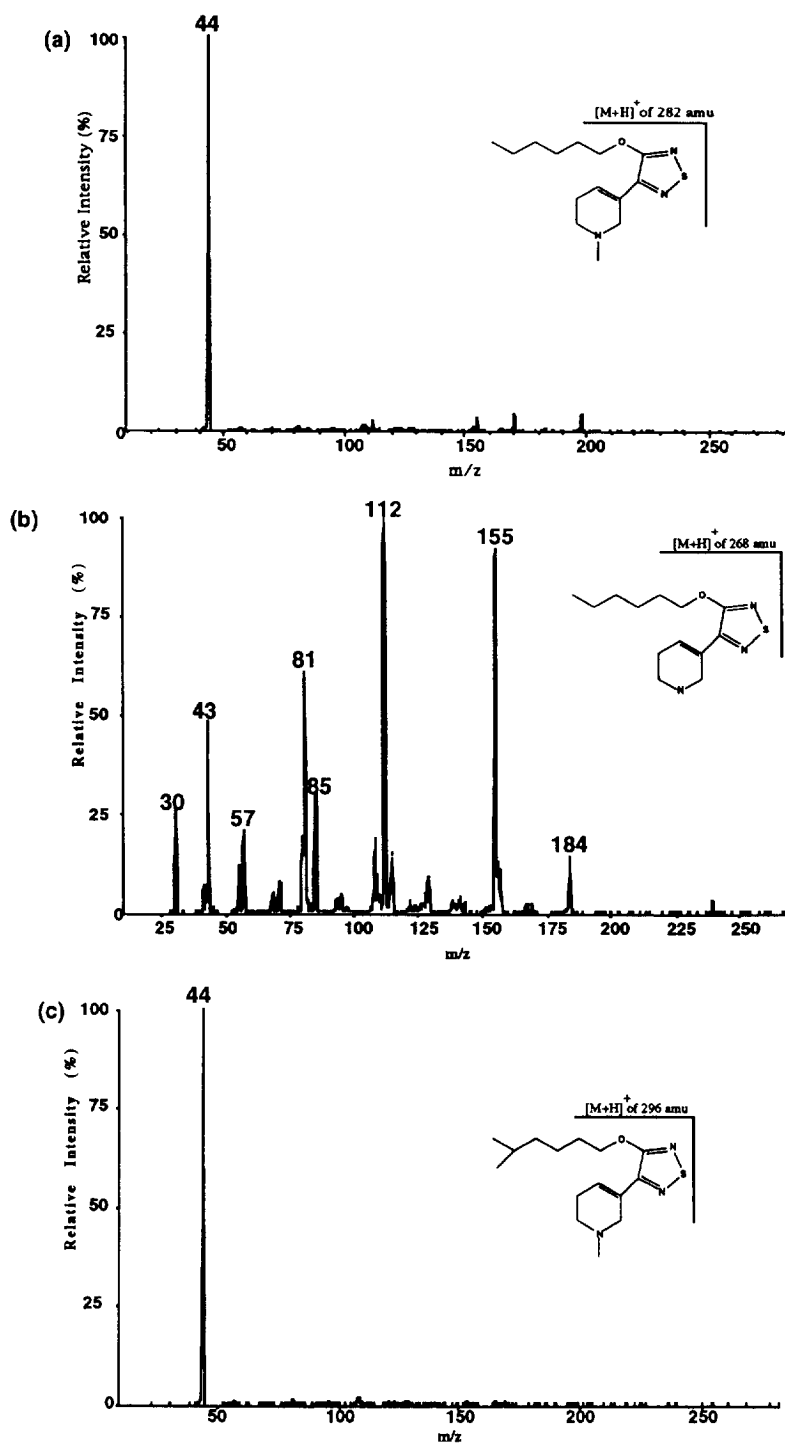 (a)
44
100
75
50
25
0
Relative Intensity (%)
50
100
150
200
250
m/z
[M+H]+ of 282 amu
O
N
S
N
N
(b)
100
75
50
25
0
Relative Intensity (%)
30
43
57
81
85
112
155
184
25
50
75
100
125
150
175
200
225
250
m/z
[M+H]+ of 268 amu
O
N
S
N
N
(c)
44
100
75
50
25
0
Relative Intensity (%)
50
100
150
200
250
m/z
[M+H]+ of 296 amu
O
N
S
N
N